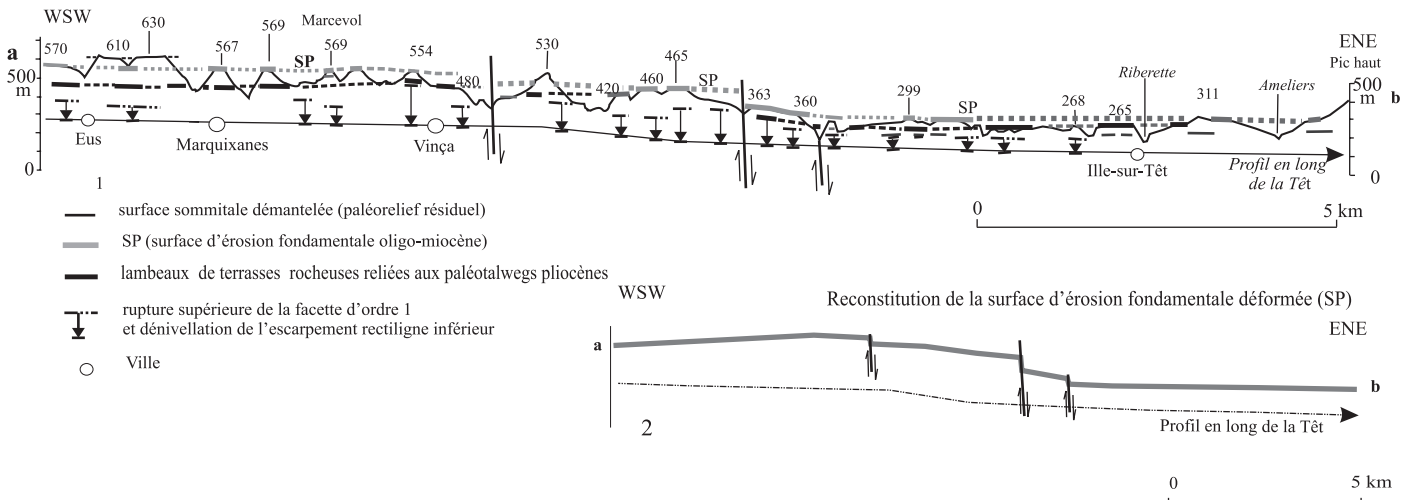 WSW
ENE
Pic haut
a
b
500
m
0
500
m
0
570
610
630
567
569
Marcevol
SP
569
554
480
530
420
460
465
SP
363
360
299
SP
268
Riberette
265
311
Ameliers
Eus
Marquixanes
Vinça
Ille-sur-Têt
Profil en long
de la Têt
0
5 km
1
surface sommitale démantelée (paléorelief résiduel)
SP (surface d’érosion fondamentale oligo-miocène)
lambeaux de terrasses rocheuses reliées aux paléotalwegs pliocènes
rupture supérieure de la facette d’ordre 1
et dénivellation de l’escarpement rectiligne inférieur
Ville
WSW
Reconstitution de la surface d’érosion fondamentale déformée (SP)
ENE
a
b
2
Profil en long de la Têt
0
5 km